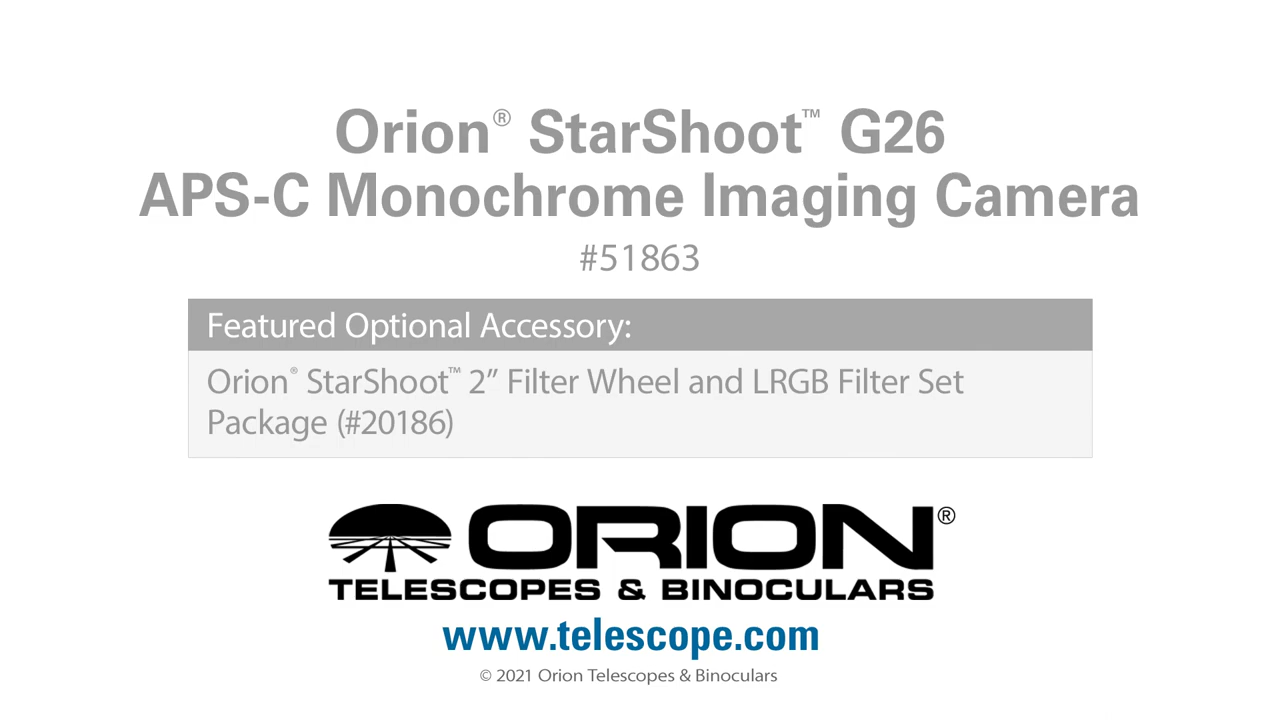 Orion® StarShoot™ G26
APS-C Monochrome Imaging Camera
#51863
Featured Optional Accessory:
Orion® StarShoot™ 2” Filter Wheel and LRGB Filter Set
Package (#20186)
ORION®
TELESCOPES & BINOCULARS
www.telescope.com
© 2021 Orion Telescopes & Binoculars